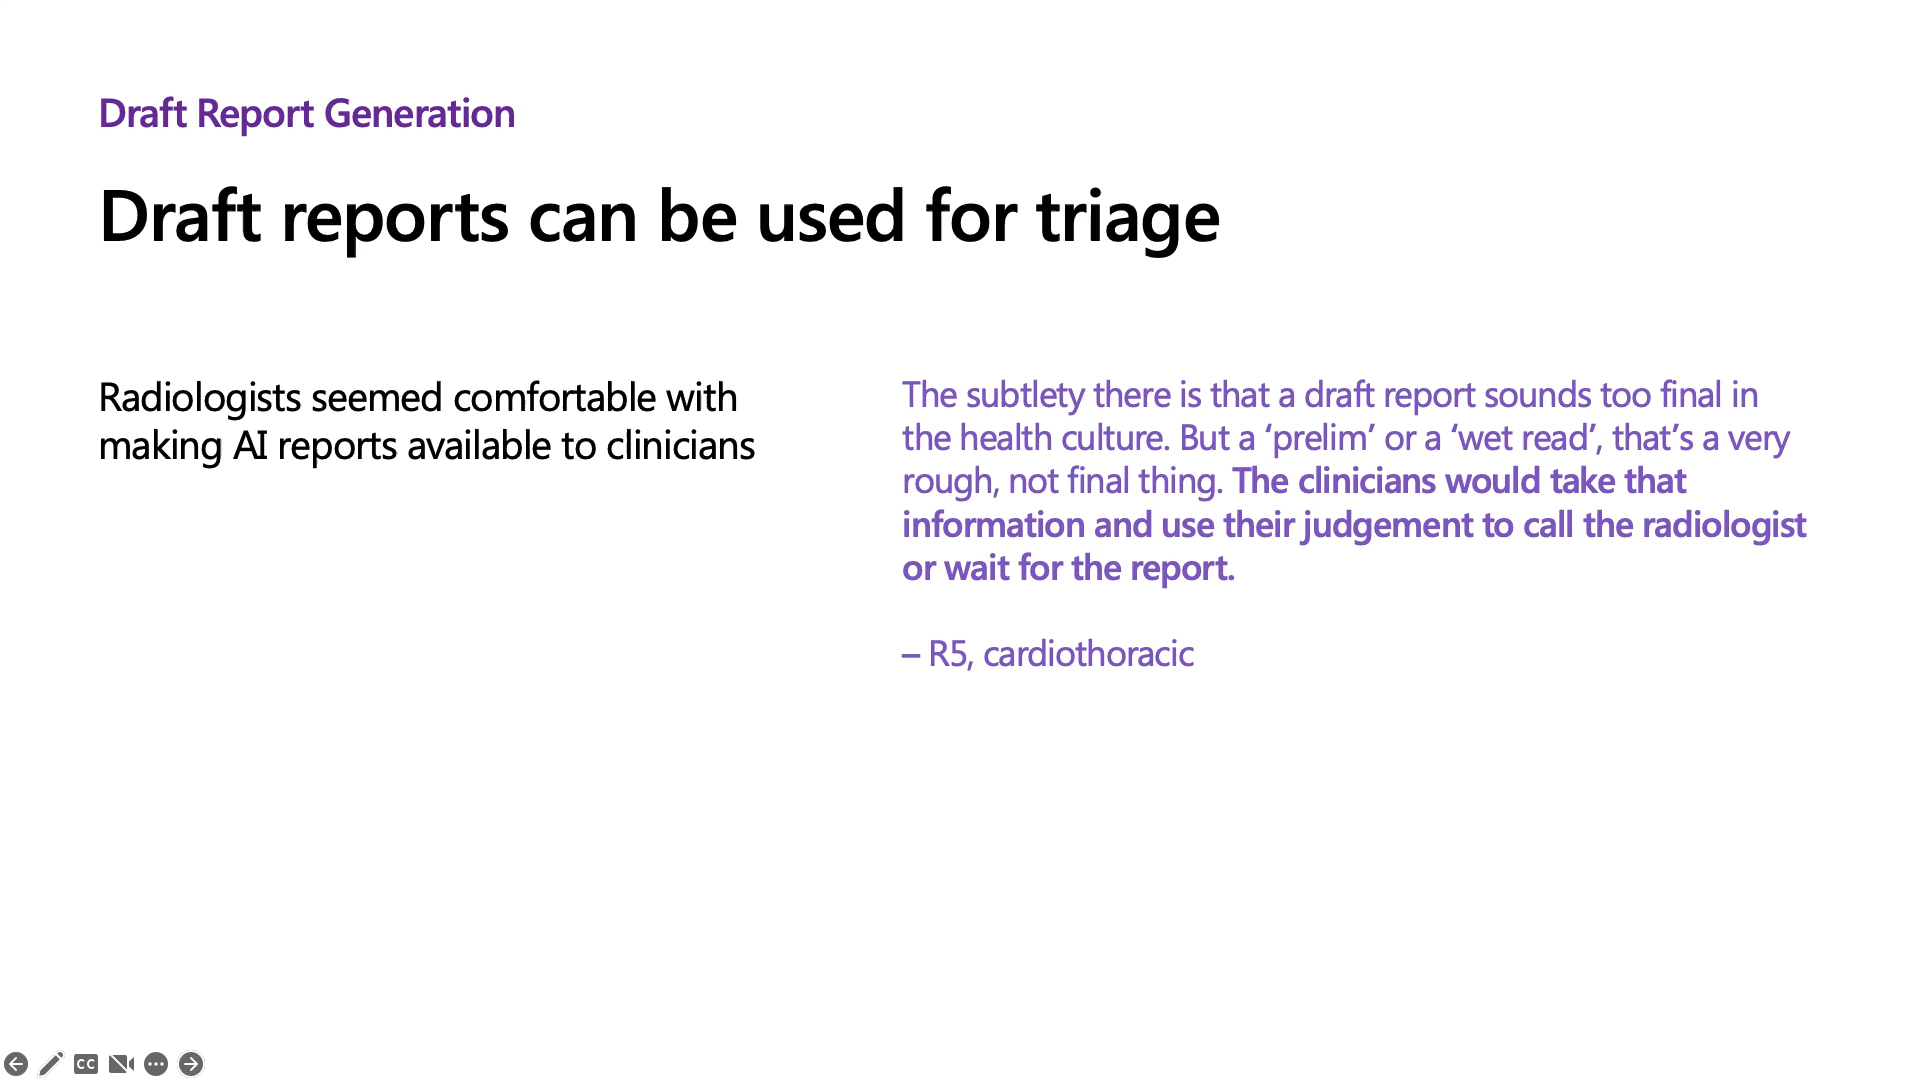 Draft Report Generation
Draft reports can be used for triage
Radiologists seemed comfortable with
making AI reports available to clinicians
The subtlety there is that a draft report sounds too final in
the health culture. But a ‘prelim’ or a ‘wet read’, that’s a very
rough, not final thing. The clinicians would take that
information and use their judgement to call the radiologist
or wait for the report.
– R5, cardiothoracic
CC